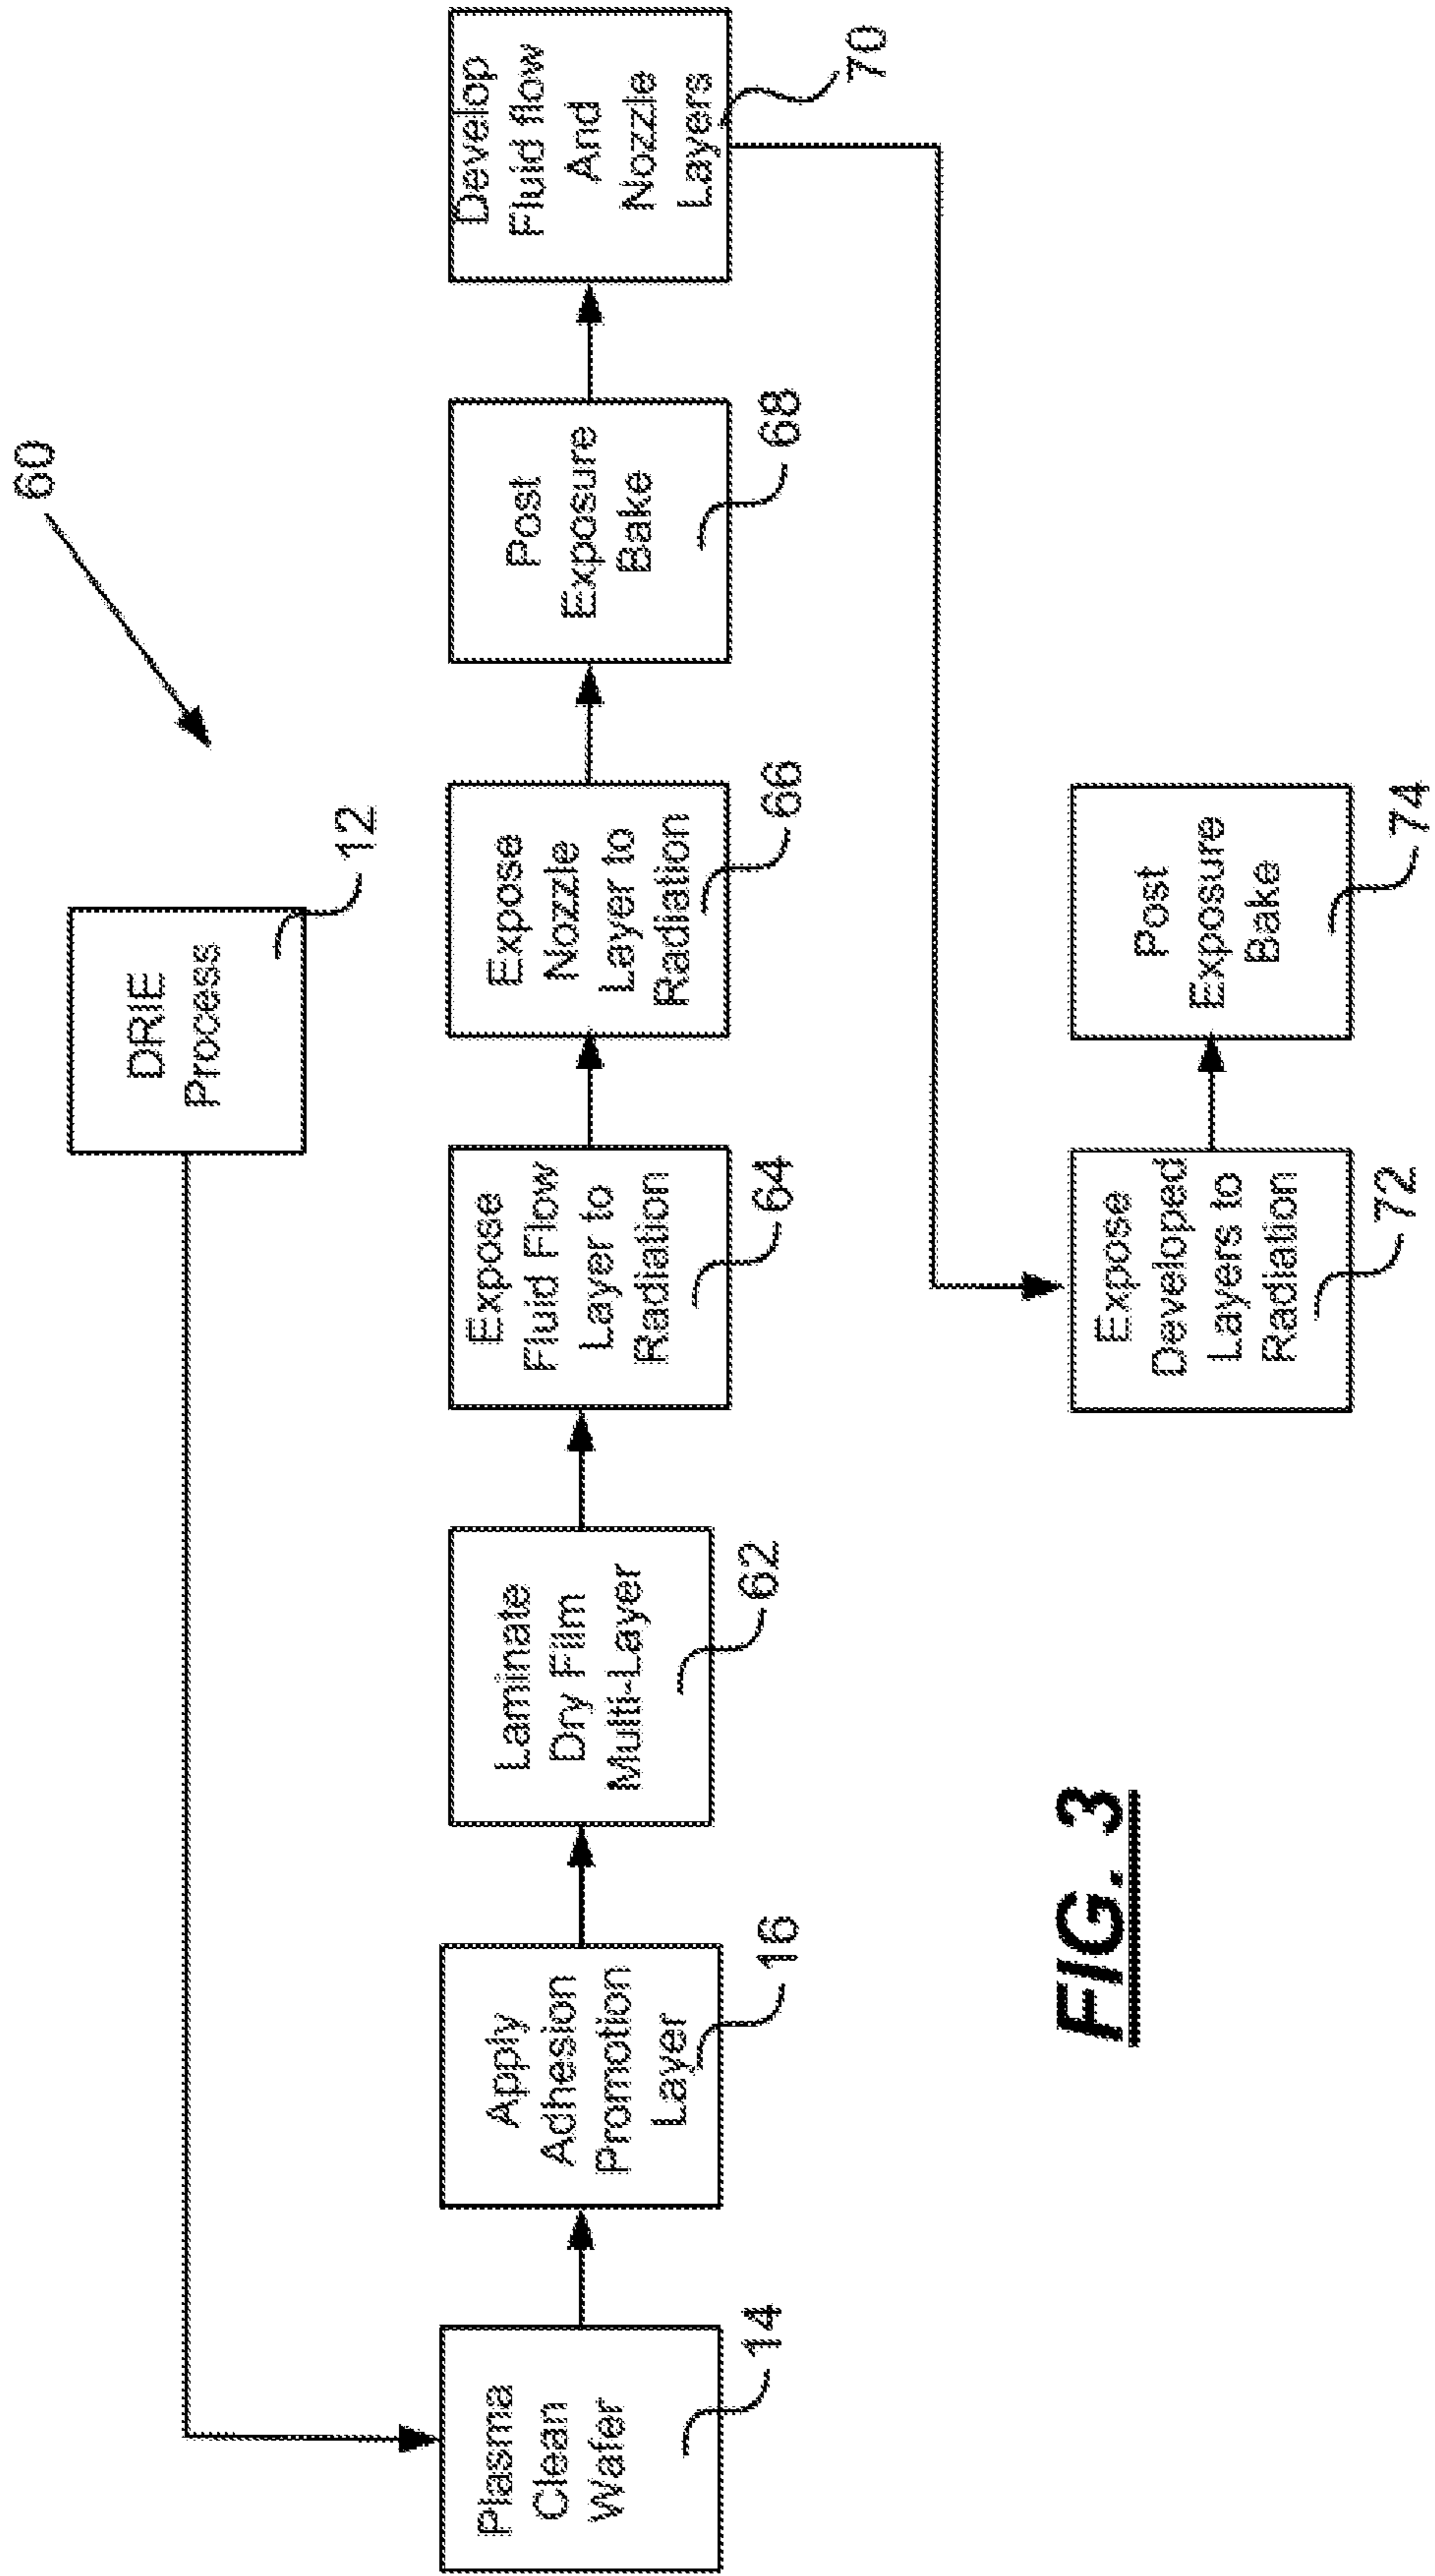 60
DRIE
Process
12
Plasma
Clean
Wafer
14
Apply
Adhesion
Promotion
Layer
16
Laminate
Dry Film
Multi-Layer
62
Expose
Fluid Flow
Layer to
Radiation
64
Expose
Nozzle
Layer to
Radiation
66
Post
Exposure
Bake
68
Develop
Fluid flow
And
Nozzle
Layers
70
Expose
Developed
Layers to
Radiation
72
Post
Exposure
Bake
74
FIG. 3